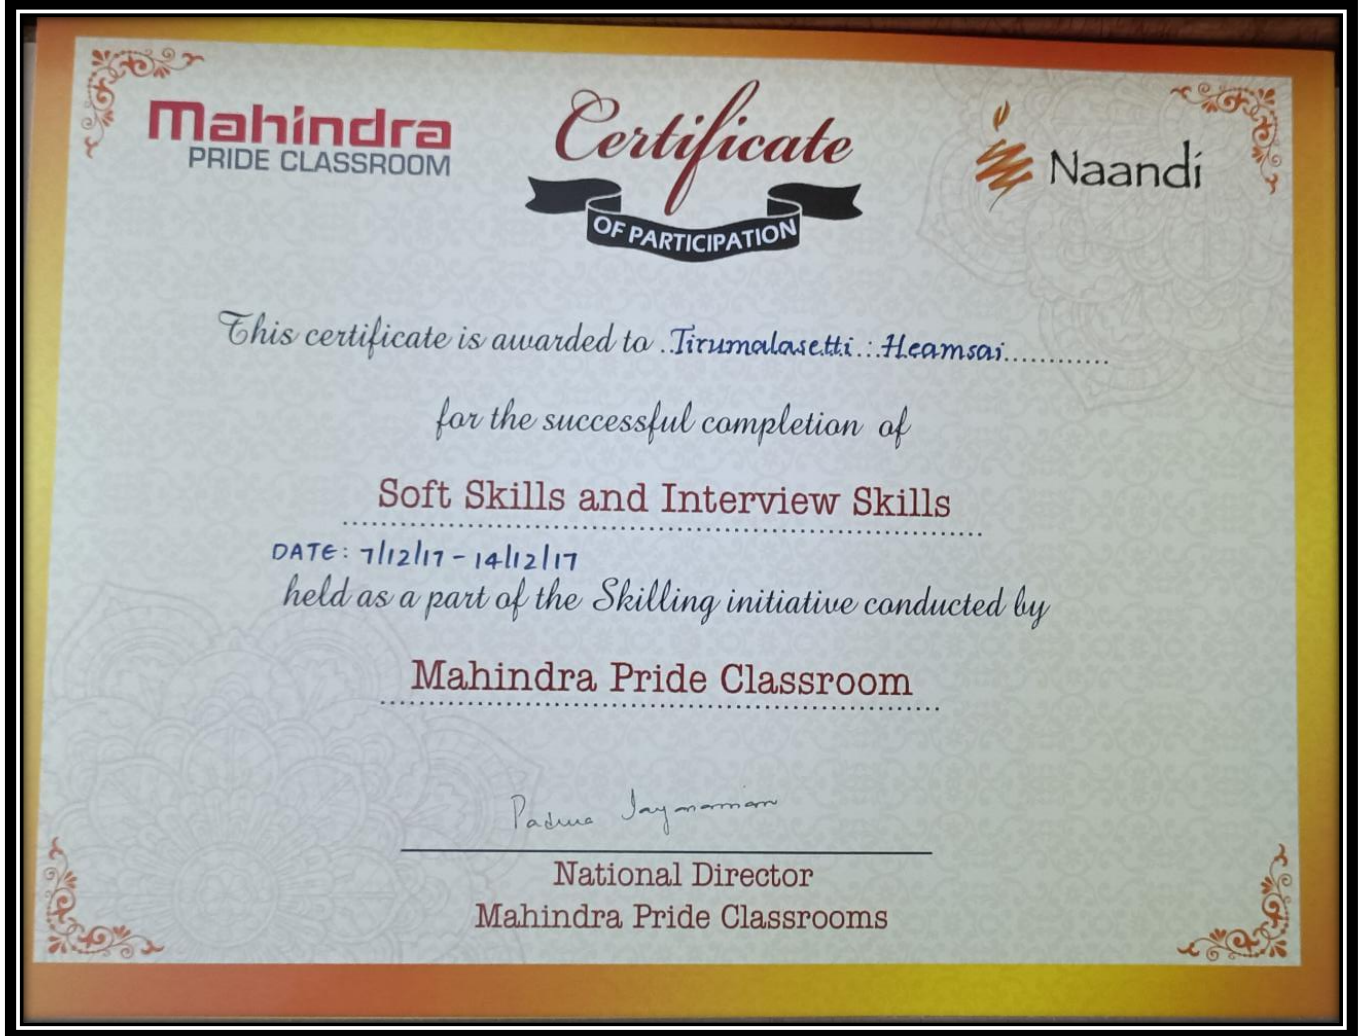 Mahindra
PRIDE CLASSROOM
Certificate
OF PARTICIPATION
Naandi
This certificate is awarded to ..Tirumalasetti...Heamsai............
for the successful completion of
Soft Skills and Interview Skills
DATE: 7/12/17 - 14/12/17
held as a part of the Skilling initiative conducted by
Mahindra Pride Classroom
Padma
National Director
Mahindra Pride Classrooms